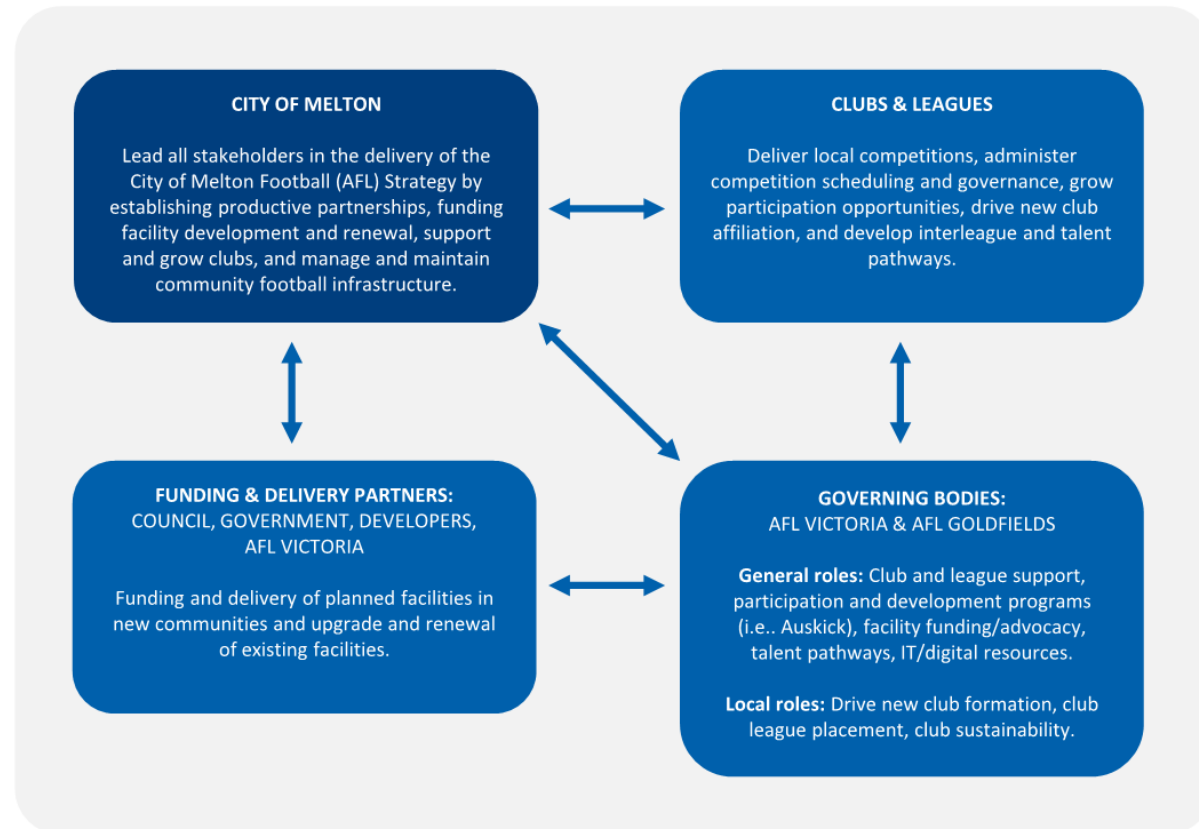 CITY OF MELTON
Lead all stakeholders in the delivery of the
City of Melton Football (AFL) Strategy by
establishing productive partnerships, funding
facility development and renewal, support
and grow clubs, and manage and maintain
community football infrastructure.
CLUBS & LEAGUES
Deliver local competitions, administer
competition scheduling and governance, grow
participation opportunities, drive new club
affiliation, and develop interleague and talent
pathways.
FUNDING & DELIVERY PARTNERS:
COUNCIL, GOVERNMENT, DEVELOPERS,
AFL VICTORIA
Funding and delivery of planned facilities in
new communities and upgrade and renewal
of existing facilities.
GOVERNING BODIES:
AFL VICTORIA & AFL GOLDFIELDS
General roles: Club and league support,
participation and development programs
(i.e.. Auskick), facility funding/advocacy,
talent pathways, IT/digital resources.
Local roles: Drive new club formation, club
league placement, club sustainability.